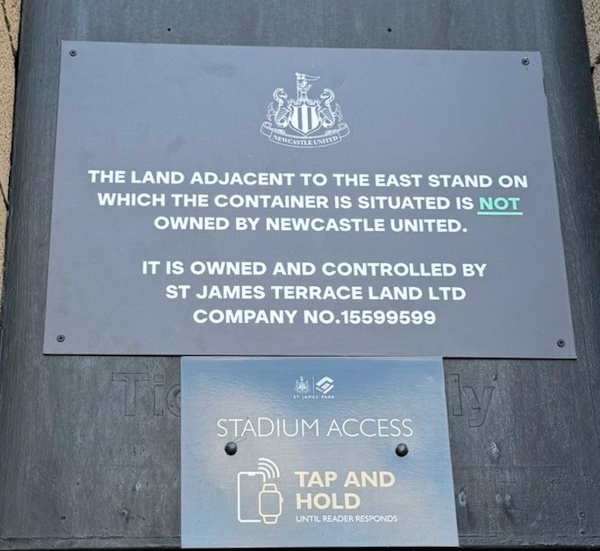 NEWCASTLE UNITED
THE LAND ADJACENT TO THE EAST STAND ON
WHICH THE CONTAINER IS SITUATED IS NOT
OWNED BY NEWCASTLE UNITED.
IT IS OWNED AND CONTROLLED BY
ST JAMES TERRACE LAND LTD
COMPANY NO.15599599
ST JAMES' PARK
STADIUM ACCESS
TAP AND
HOLD
UNTIL READER RESPONDS